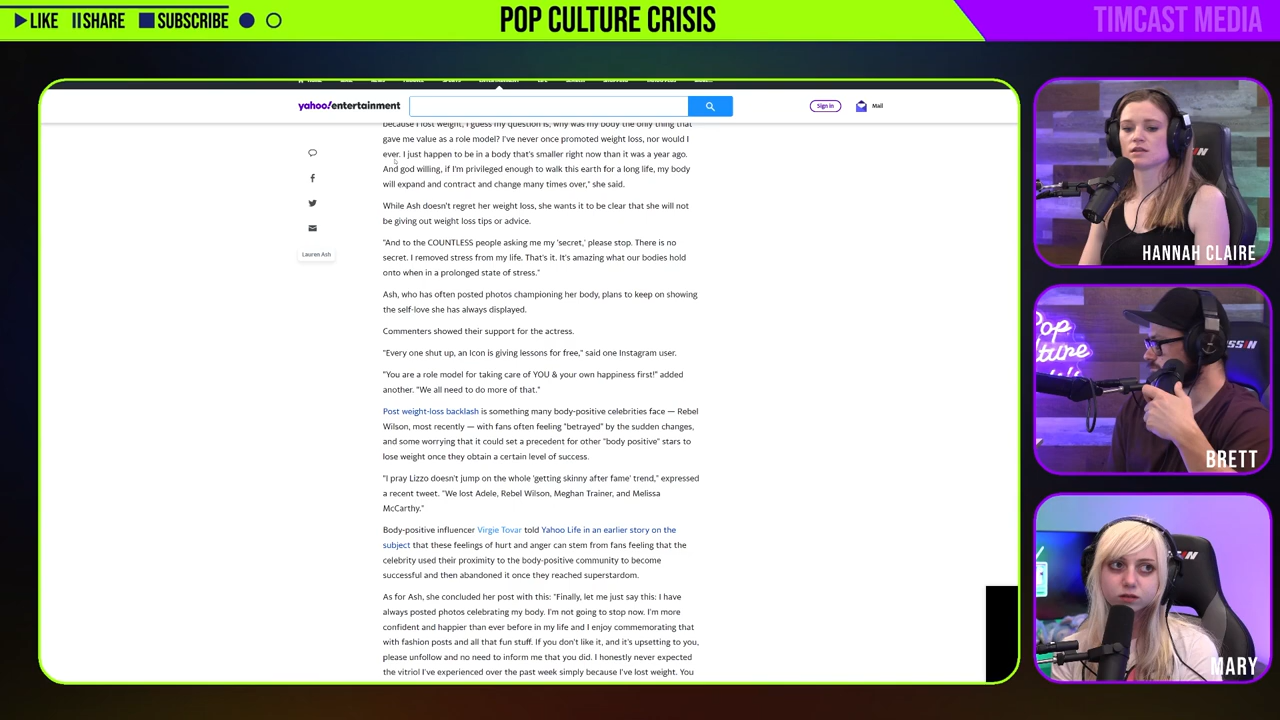 LIKE SHARE SUBSCRIBE
POP CULTURE CRISIS
TIMCAST MEDIA
yahoo!entertainment
Sign in
Mail
because I lost weight, I guess my question is, why was my body the only thing that
gave me value as a role model? I've never once promoted weight loss, nor would I
ever. I just happen to be in a body that's smaller right now than it was a year ago.
And god willing, if I'm privileged enough to walk this earth for a long life, my body
will expand and contract and change many times over," she said.
While Ash doesn't regret her weight loss, she wants it to be clear that she will not
be giving out weight loss tips or advice.
"And to the COUNTLESS people asking me my 'secret,' please stop. There is no
secret. I removed stress from my life. That's it. It's amazing what our bodies hold
onto when in a prolonged state of stress."
Lauren Ash
Ash, who has often posted photos championing her body, plans to keep on showing
the self-love she has always displayed.
Commenters showed their support for the actress.
"Every one shut up, an Icon is giving lessons for free," said one Instagram user.
"You are a role model for taking care of YOU & your own happiness first!" added
another. "We all need to do more of that."
Post weight-loss backlash is something many body-positive celebrities face — Rebel
Wilson, most recently — with fans often feeling "betrayed" by the sudden changes,
and some worrying that it could set a precedent for other "body positive" stars to
lose weight once they obtain a certain level of success.
"I pray Lizzo doesn't jump on the whole 'getting skinny after fame' trend," expressed
a recent tweet. "We lost Adele, Rebel Wilson, Meghan Trainer, and Melissa
McCarthy."
Body-positive influencer Virgie Tovar told Yahoo Life in an earlier story on the
subject that these feelings of hurt and anger can stem from fans feeling that the
celebrity used their proximity to the body-positive community to become
successful and then abandoned it once they reached superstardom.
As for Ash, she concluded her post with this: "Finally, let me just say this: I have
always posted photos celebrating my body. I'm not going to stop now. I'm more
confident and happier than ever before in my life and I enjoy commemorating that
with fashion posts and all that fun stuff. If you don't like it, and it's upsetting to you,
please unfollow and no need to inform me that you did. I honestly never expected
the vitriol I've experienced over the past week simply because I've lost weight. You
HANNAH CLAIRE
Pop
BRETT
MARY